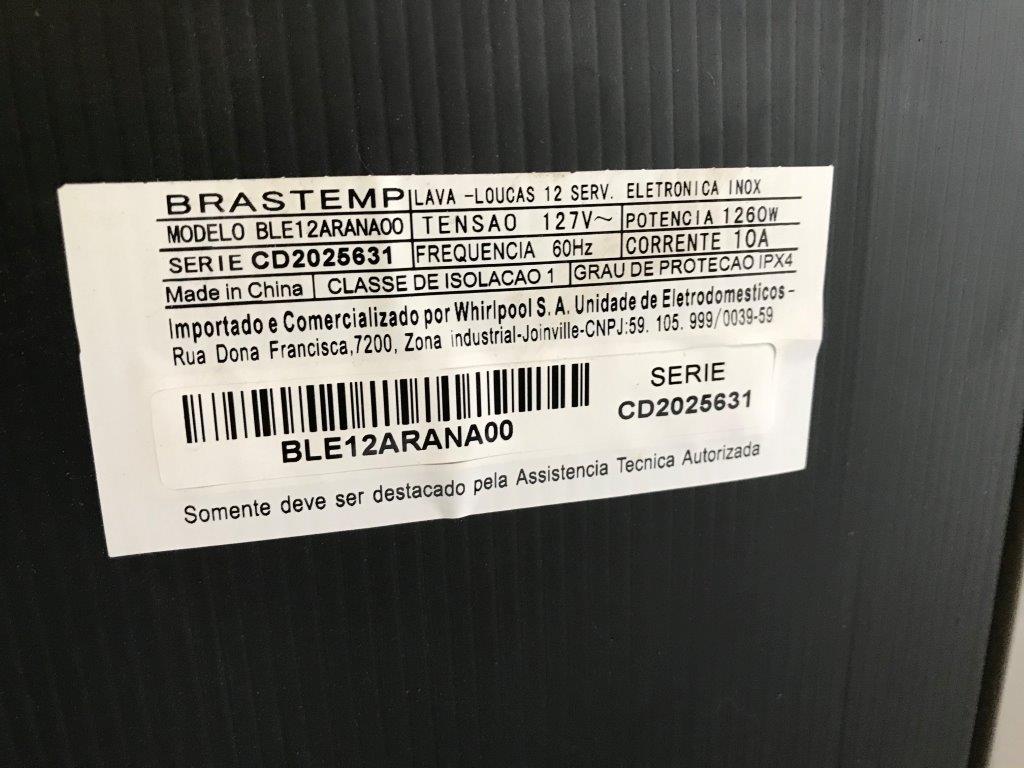 BRASTEMP LAVA -LOUCAS 12 SERV. ELETRONICA INOX
MODELO BLE12ARANA00 TENSAO 127V~ POTENCIA 1260W
SERIE CD2025631 FREQUENCIA 60Hz CORRENTE 10A
Made in China CLASSE DE ISOLACAO 1 GRAU DE PROTECAO IPX4
Importado e Comercializado por Whirlpool S. A. Unidade de Eletrodomesticos -
Rua Dona Francisca,7200, Zona industrial-Joinville-CNPJ:59. 105. 999/0039-59
SERIE
CD2025631
BLE12ARANA00
Somente deve ser destacado pela Assistencia Tecnica Autorizada